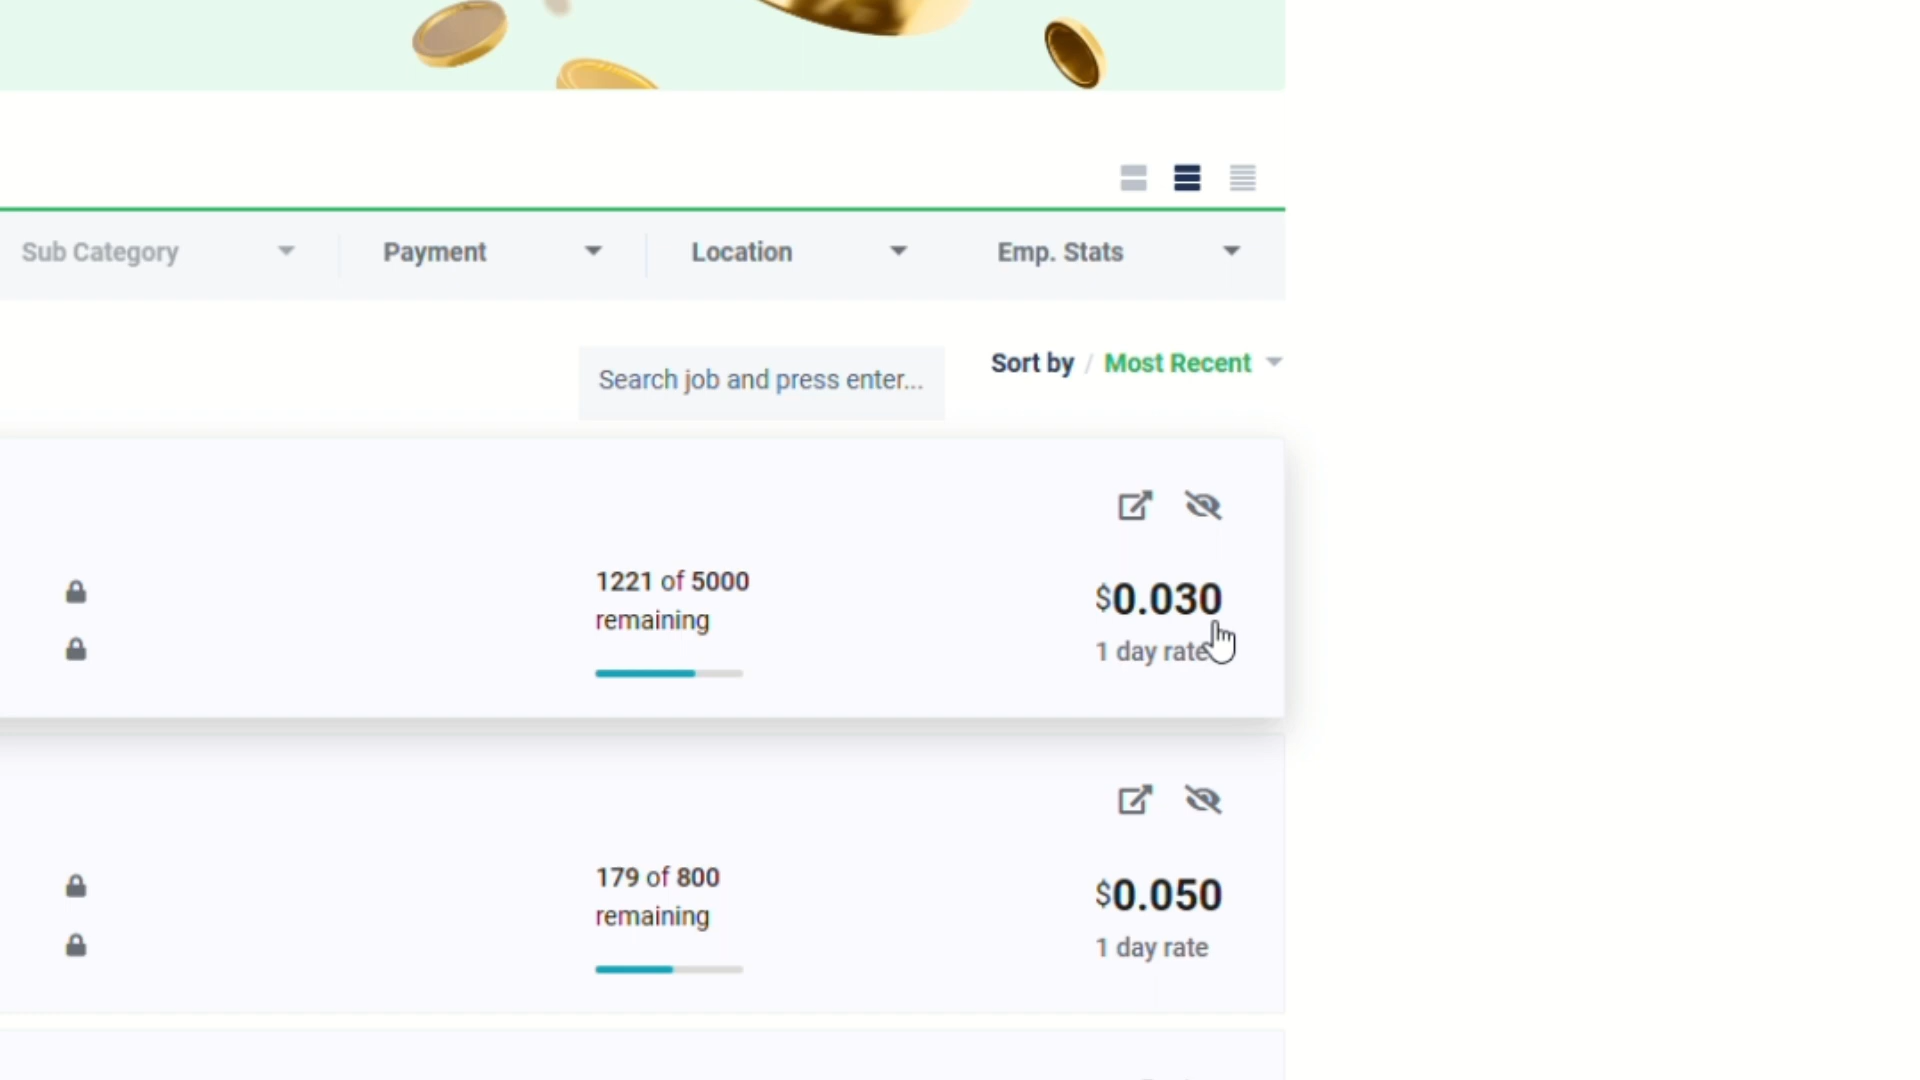 Sub Category
Payment
Location
Emp. Stats
Search job and press enter...
Sort by / Most Recent
1221 of 5000
remaining
$0.030
1 day rate
179 of 800
remaining
$0.050
1 day rate